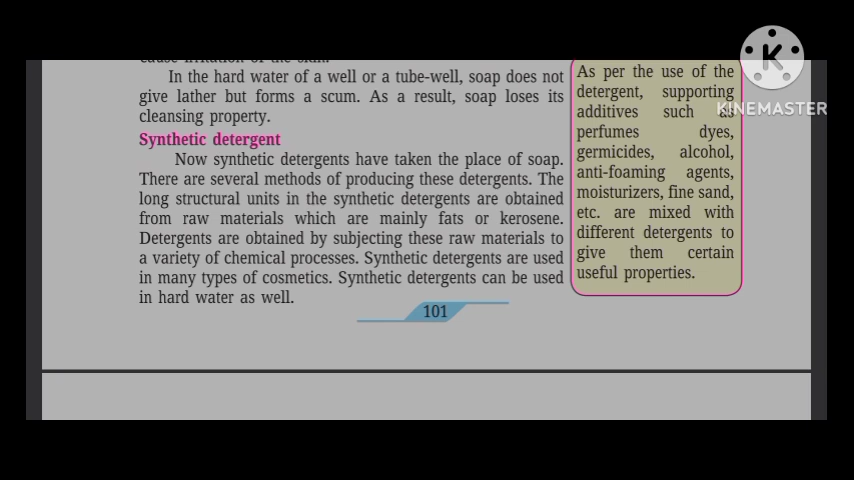 In the hard water of a well or a tube-well, soap does not
give lather but forms a scum. As a result, soap loses its
cleansing property.
Synthetic detergent
Now synthetic detergents have taken the place of soap.
There are several methods of producing these detergents. The
long structural units in the synthetic detergents are obtained
from raw materials which are mainly fats or kerosene.
Detergents are obtained by subjecting these raw materials to
a variety of chemical processes. Synthetic detergents are used
in many types of cosmetics. Synthetic detergents can be used
in hard water as well.
101
As per the use of the
detergent, supporting
additives such as
perfumes dyes,
germicides, alcohol,
anti-foaming agents,
moisturizers, fine sand,
etc. are mixed with
different detergents to
give them certain
useful properties.
K
KINEMASTER